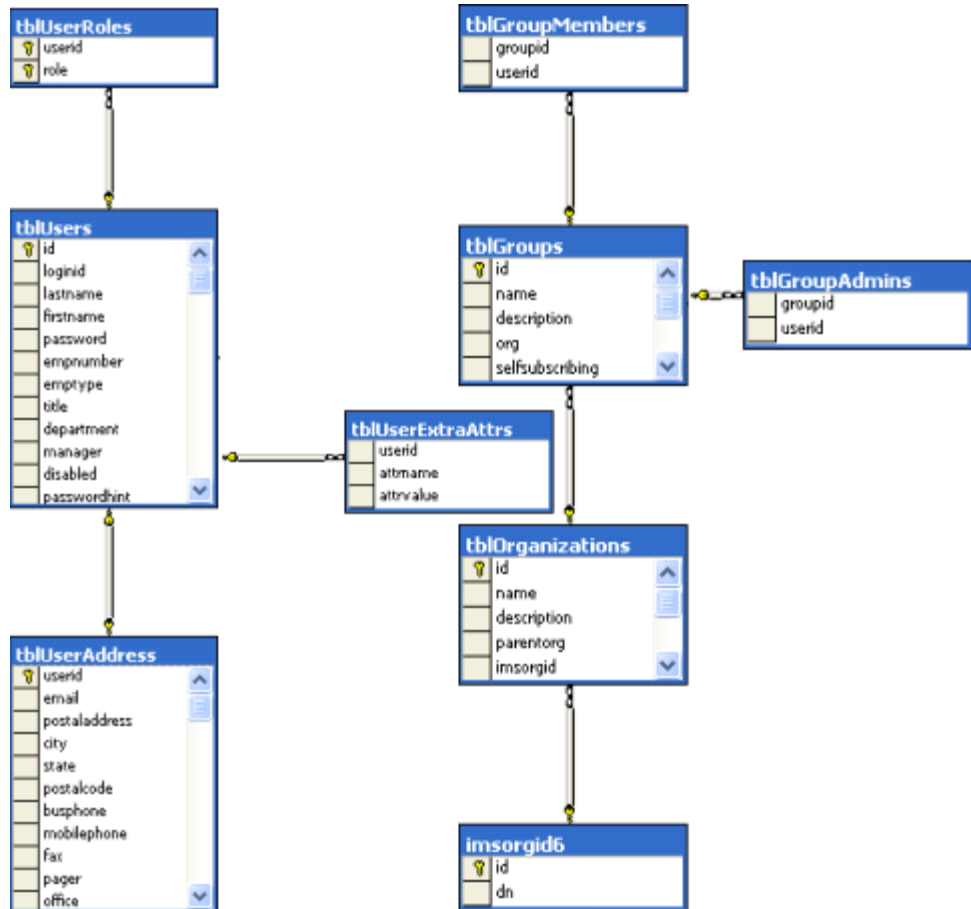 tblUserRoles
userid
role
tblUsers
id
loginid
lastname
firstname
password
empnumber
emptype
title
department
manager
disabled
passwordhint
tblUserAddress
userid
email
postaladdress
city
state
postalcode
busphone
mobilephone
fax
pager
office
tblUserExtraAttrs
userid
attrname
attrvalue
tblGroupMembers
groupid
userid
tblGroups
id
name
description
org
selfsubscribing
tblGroupAdmins
groupid
userid
tblOrganizations
id
name
description
parentorg
imsorgid
imsorgid6
id
dn